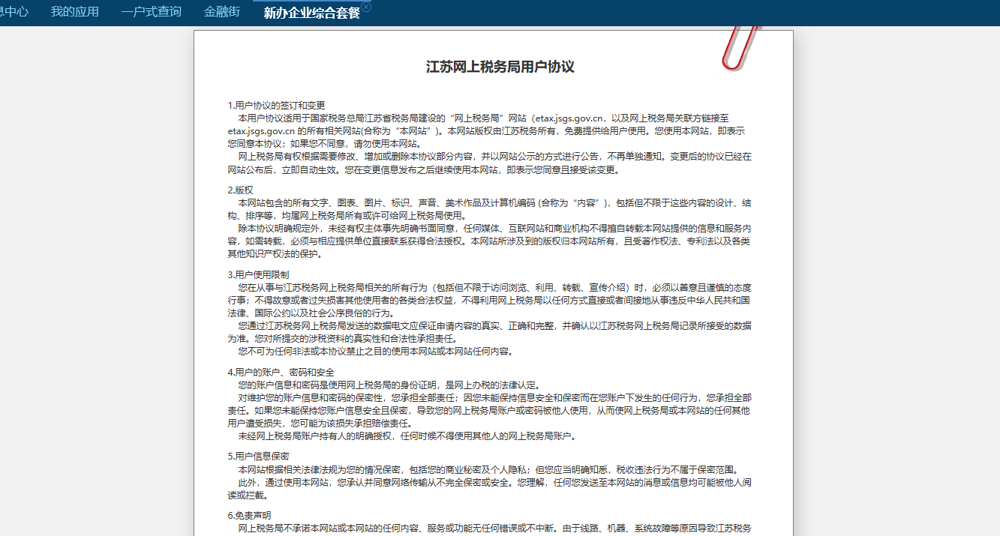 息中心 我的应用 一户式查询 金融街 新办企业综合套餐
江苏网上税务局用户协议
1.用户协议的签订和变更
本用户协议适用于国家税务总局江苏省税务局建设的“网上税务局”网站（etax.jsgs.gov.cn，以及网上税务局关联方链接至
etax.jsgs.gov.cn 的所有相关网站(合称为“本网站”)。本网站版权由江苏税务所有，免费提供给用户使用。您使用本网站，即表示
您同意本协议；如果您不同意，请勿使用本网站。
网上税务局有权根据需要修改、增加或删除本协议部分内容，并以网站公示的方式进行公告，不再单独通知。变更后的协议已经在
网站公布后，立即自动生效。您在变更信息发布之后继续使用本网站，即表示您同意且接受该变更。
2.版权
本网站包含的所有文字、图表、图片、标识、声音、美术作品及计算机编码 (合称为“内容”)，包括但不限于这些内容的设计、结
构、排序等，均属网上税务局所有或许可给网上税务局使用。
除本协议明确规定外，未经有权主体事先明确书面同意，任何媒体、互联网站和商业机构不得擅自转载本网站提供的信息和服务内
容，如需转载，必须与相应提供单位直接联系获得合法授权。本网站所涉及到的版权归本网站所有，且受著作权法、专利法以及各类
其他知识产权法的保护。
3.用户使用限制
您在从事与江苏税务网上税务局相关的所有行为（包括但不限于访问浏览、利用、转载、宣传介绍）时，必须以善意且谨慎的态度
行事；不得故意或者过失损害其他使用者的各类合法权益，不得利用网上税务局以任何方式直接或者间接地从事违反中华人民共和国
法律、国际公约以及社会公序良俗的行为。
您通过江苏税务网上税务局发送的数据电文应保证申请内容的真实、正确和完整，并确认以江苏税务网上税务局记录所接受的数据
为准。您对所提交的涉税资料的真实性和合法性承担责任。
您不可为任何非法或本协议禁止之目的使用本网站或本网站任何内容。
4.用户的账户、密码和安全
您的账户信息和密码是使用网上税务局的身份证明，是网上办税的法律认定。
对维护您的账户信息和密码的保密性，您承担全部责任；因您未能保持信息安全和保密而在您账户下发生的任何行为，您承担全部
责任。如果您未能保持您账户信息安全且保密，导致您的网上税务局账户或密码被他人使用，从而使网上税务局或本网站的任何其他
用户遭受损失，您可能为该损失承担赔偿责任。
未经网上税务局账户持有人的明确授权，任何时候不得使用其他人的网上税务局账户。
5.用户信息保密
本网站根据相关法律法规为您的情况保密，包括您的商业秘密及个人隐私；但您应当明确知悉，税收违法行为不属于保密范围。
此外，通过使用本网站，您承认并同意网络传输从不完全保密或安全。您理解，任何您发送至本网站的消息或信息均可能被他人阅
读或拦截。
6.免责声明
网上税务局不承诺本网站或本网站的任何内容、服务或功能无任何错误或不中断。由于线路、机器、系统故障等原因导致江苏税务